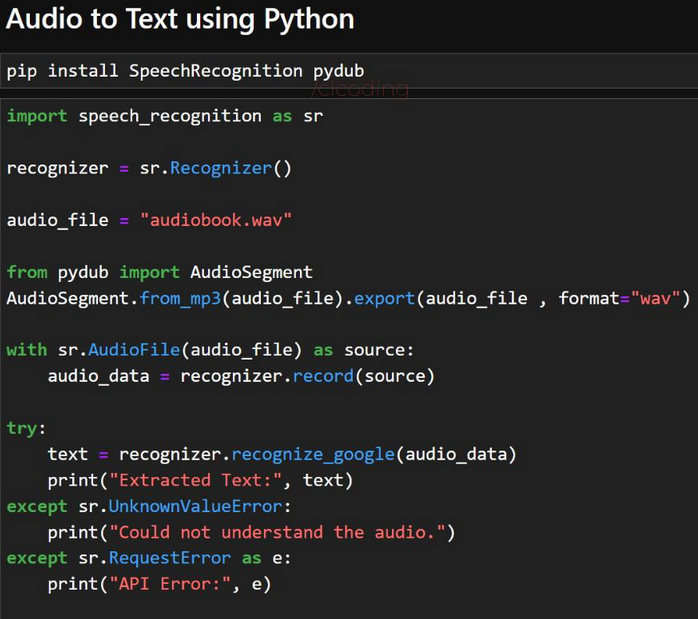 Audio to Text using Python
pip install SpeechRecognition pydub
/clcoding
import speech_recognition as sr
recognizer = sr.Recognizer()
audio_file = "audiobook.wav"
from pydub import AudioSegment
AudioSegment.from_mp3(audio_file).export(audio_file , format="wav")
with sr.AudioFile(audio_file) as source:
    audio_data = recognizer.record(source)
try:
    text = recognizer.recognize_google(audio_data)
    print("Extracted Text:", text)
except sr.UnknownValueError:
    print("Could not understand the audio.")
except sr.RequestError as e:
    print("API Error:", e)